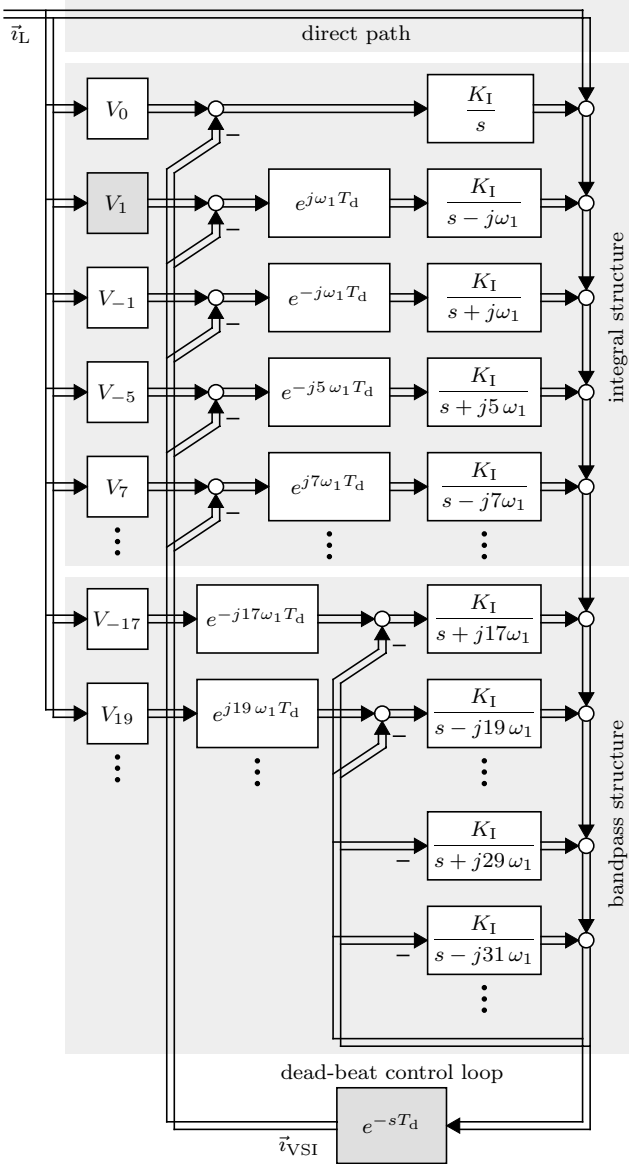 direct path
i⃗_L
V_0
−
K_I / s
V_1
−
e^{jω_1 T_d}
K_I / (s − jω_1)
V_{−1}
−
e^{−jω_1 T_d}
K_I / (s + jω_1)
V_{−5}
−
e^{−j5 ω_1 T_d}
K_I / (s + j5 ω_1)
V_7
−
e^{j7ω_1 T_d}
K_I / (s − j7ω_1)
integral structure
V_{−17}
e^{−j17ω_1 T_d}
−
K_I / (s + j17ω_1)
V_{19}
e^{j19 ω_1 T_d}
−
K_I / (s − j19 ω_1)
−
K_I / (s + j29 ω_1)
−
K_I / (s − j31 ω_1)
bandpass structure
dead-beat control loop
e^{−sT_d}
i⃗_VSI